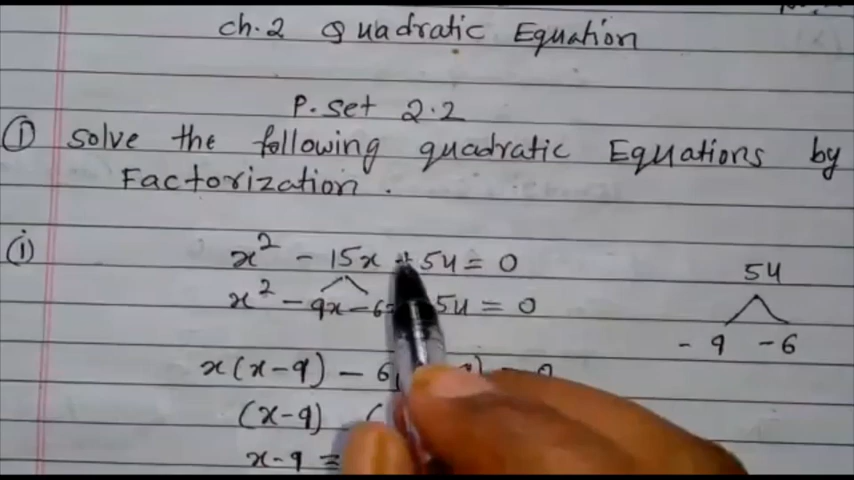 ch.2 Quadratic Equation
P. set 2.2
① Solve the following quadratic Equations by
Factorization.
(i) x² - 15x + 54 = 0
x² - 9x - 6 54 = 0
54
- 9 - 6
x(x-9) - 6
(x-9) (
x-9 =